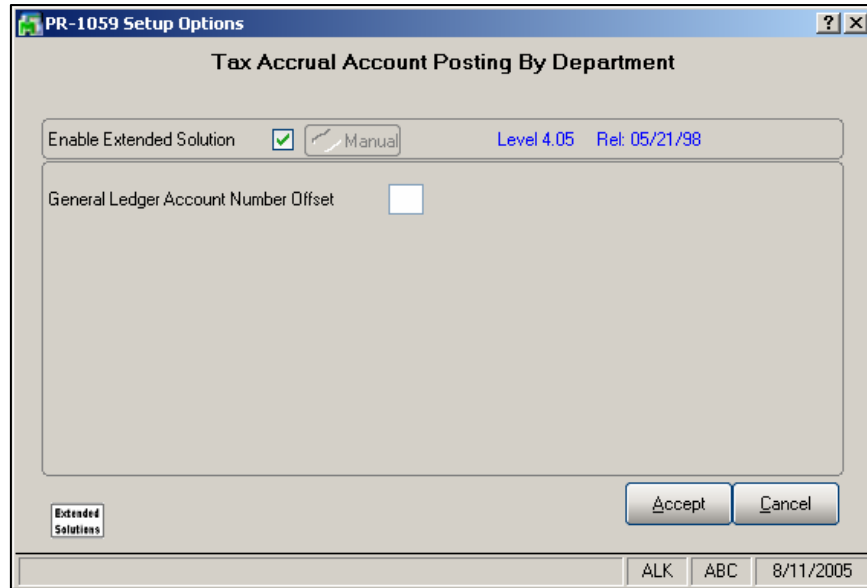 PR-1059 Setup Options
Tax Accrual Account Posting By Department
Enable Extended Solution Manual Level 4.05 Rel: 05/21/98
General Ledger Account Number Offset
Extended
Solutions
Accept Cancel
ALK ABC 8/11/2005